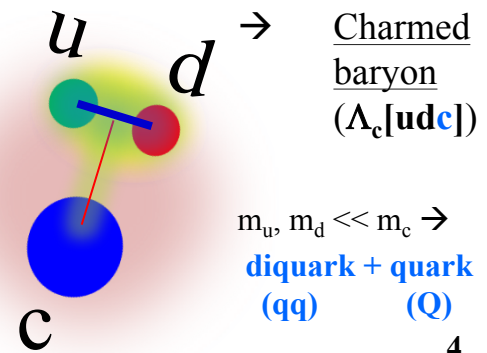 u
d
c
→ Charmed
baryon
(Λc[udc])
mu, md << mc →
diquark + quark
(qq) (Q)
4